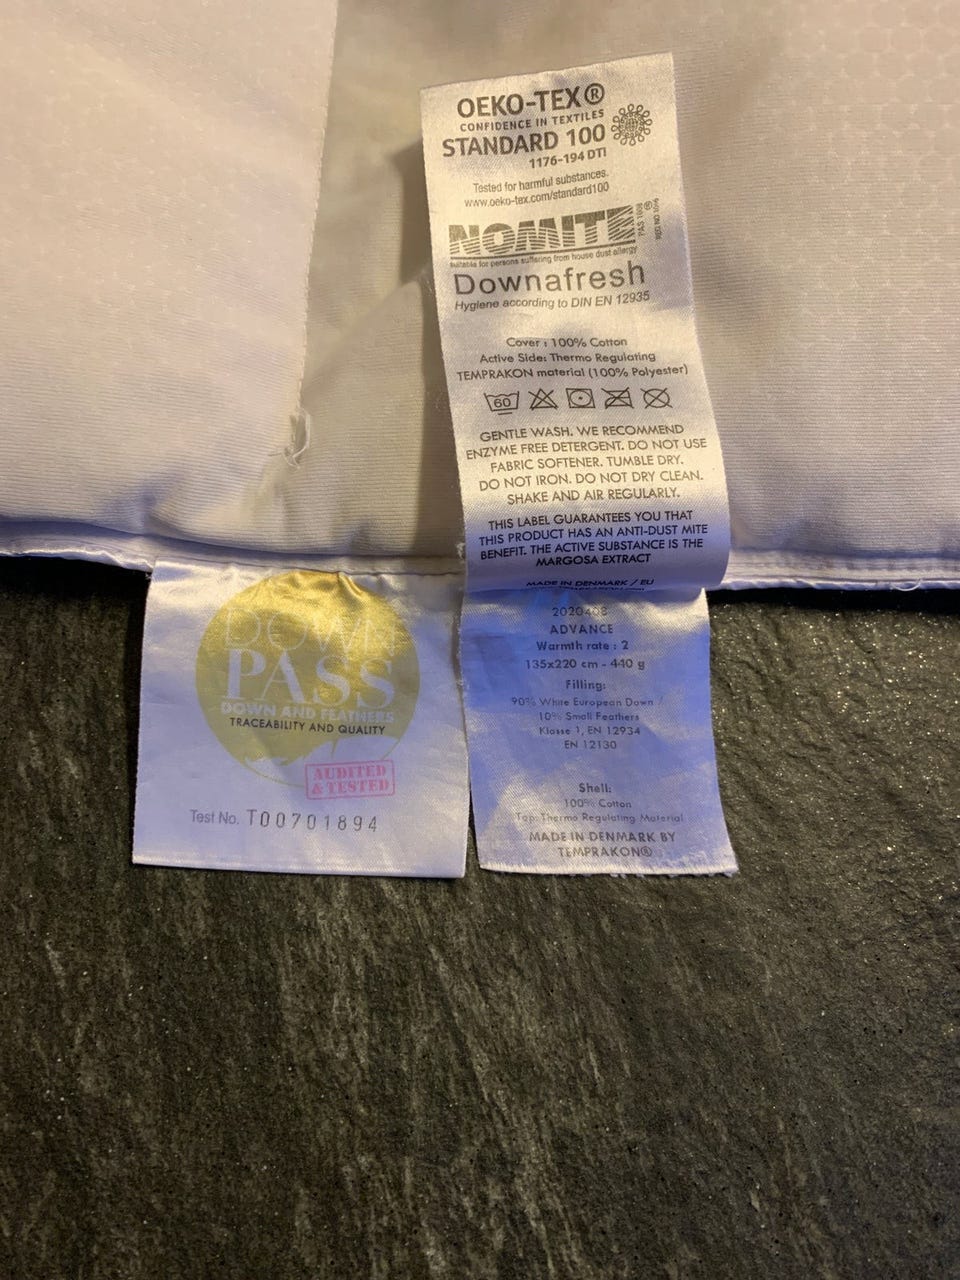 OEKO-TEX®
CONFIDENCE IN TEXTILES
STANDARD 100
1176-194 DTI
Tested for harmful substances.
www.oeko-tex.com/standard100
NOMITE ®
suitable for persons suffering from house dust allergy
Downafresh
Hygiene according to DIN EN 12935
Cover : 100% Cotton
Active Side: Thermo Regulating
TEMPRAKON material (100% Polyester)
60
GENTLE WASH. WE RECOMMEND
ENZYME FREE DETERGENT. DO NOT USE
FABRIC SOFTENER. TUMBLE DRY.
DO NOT IRON. DO NOT DRY CLEAN.
SHAKE AND AIR REGULARLY.
THIS LABEL GUARANTEES YOU THAT
THIS PRODUCT HAS AN ANTI-DUST MITE
BENEFIT. THE ACTIVE SUBSTANCE IS THE
MARGOSA EXTRACT
MADE IN DENMARK / EU
DOWN
PASS
DOWN AND FEATHERS
TRACEABILITY AND QUALITY
AUDITED
& TESTED
Test No. T00701894
ADVANCE
Warmth rate : 2
135x220 cm - 440 g
Filling:
90% White European Down /
10% Small Feathers
Klasse 1, EN 12934
EN 12130
Shell:
100% Cotton
Top: Thermo Regulating Material
MADE IN DENMARK BY
TEMPRAKON®